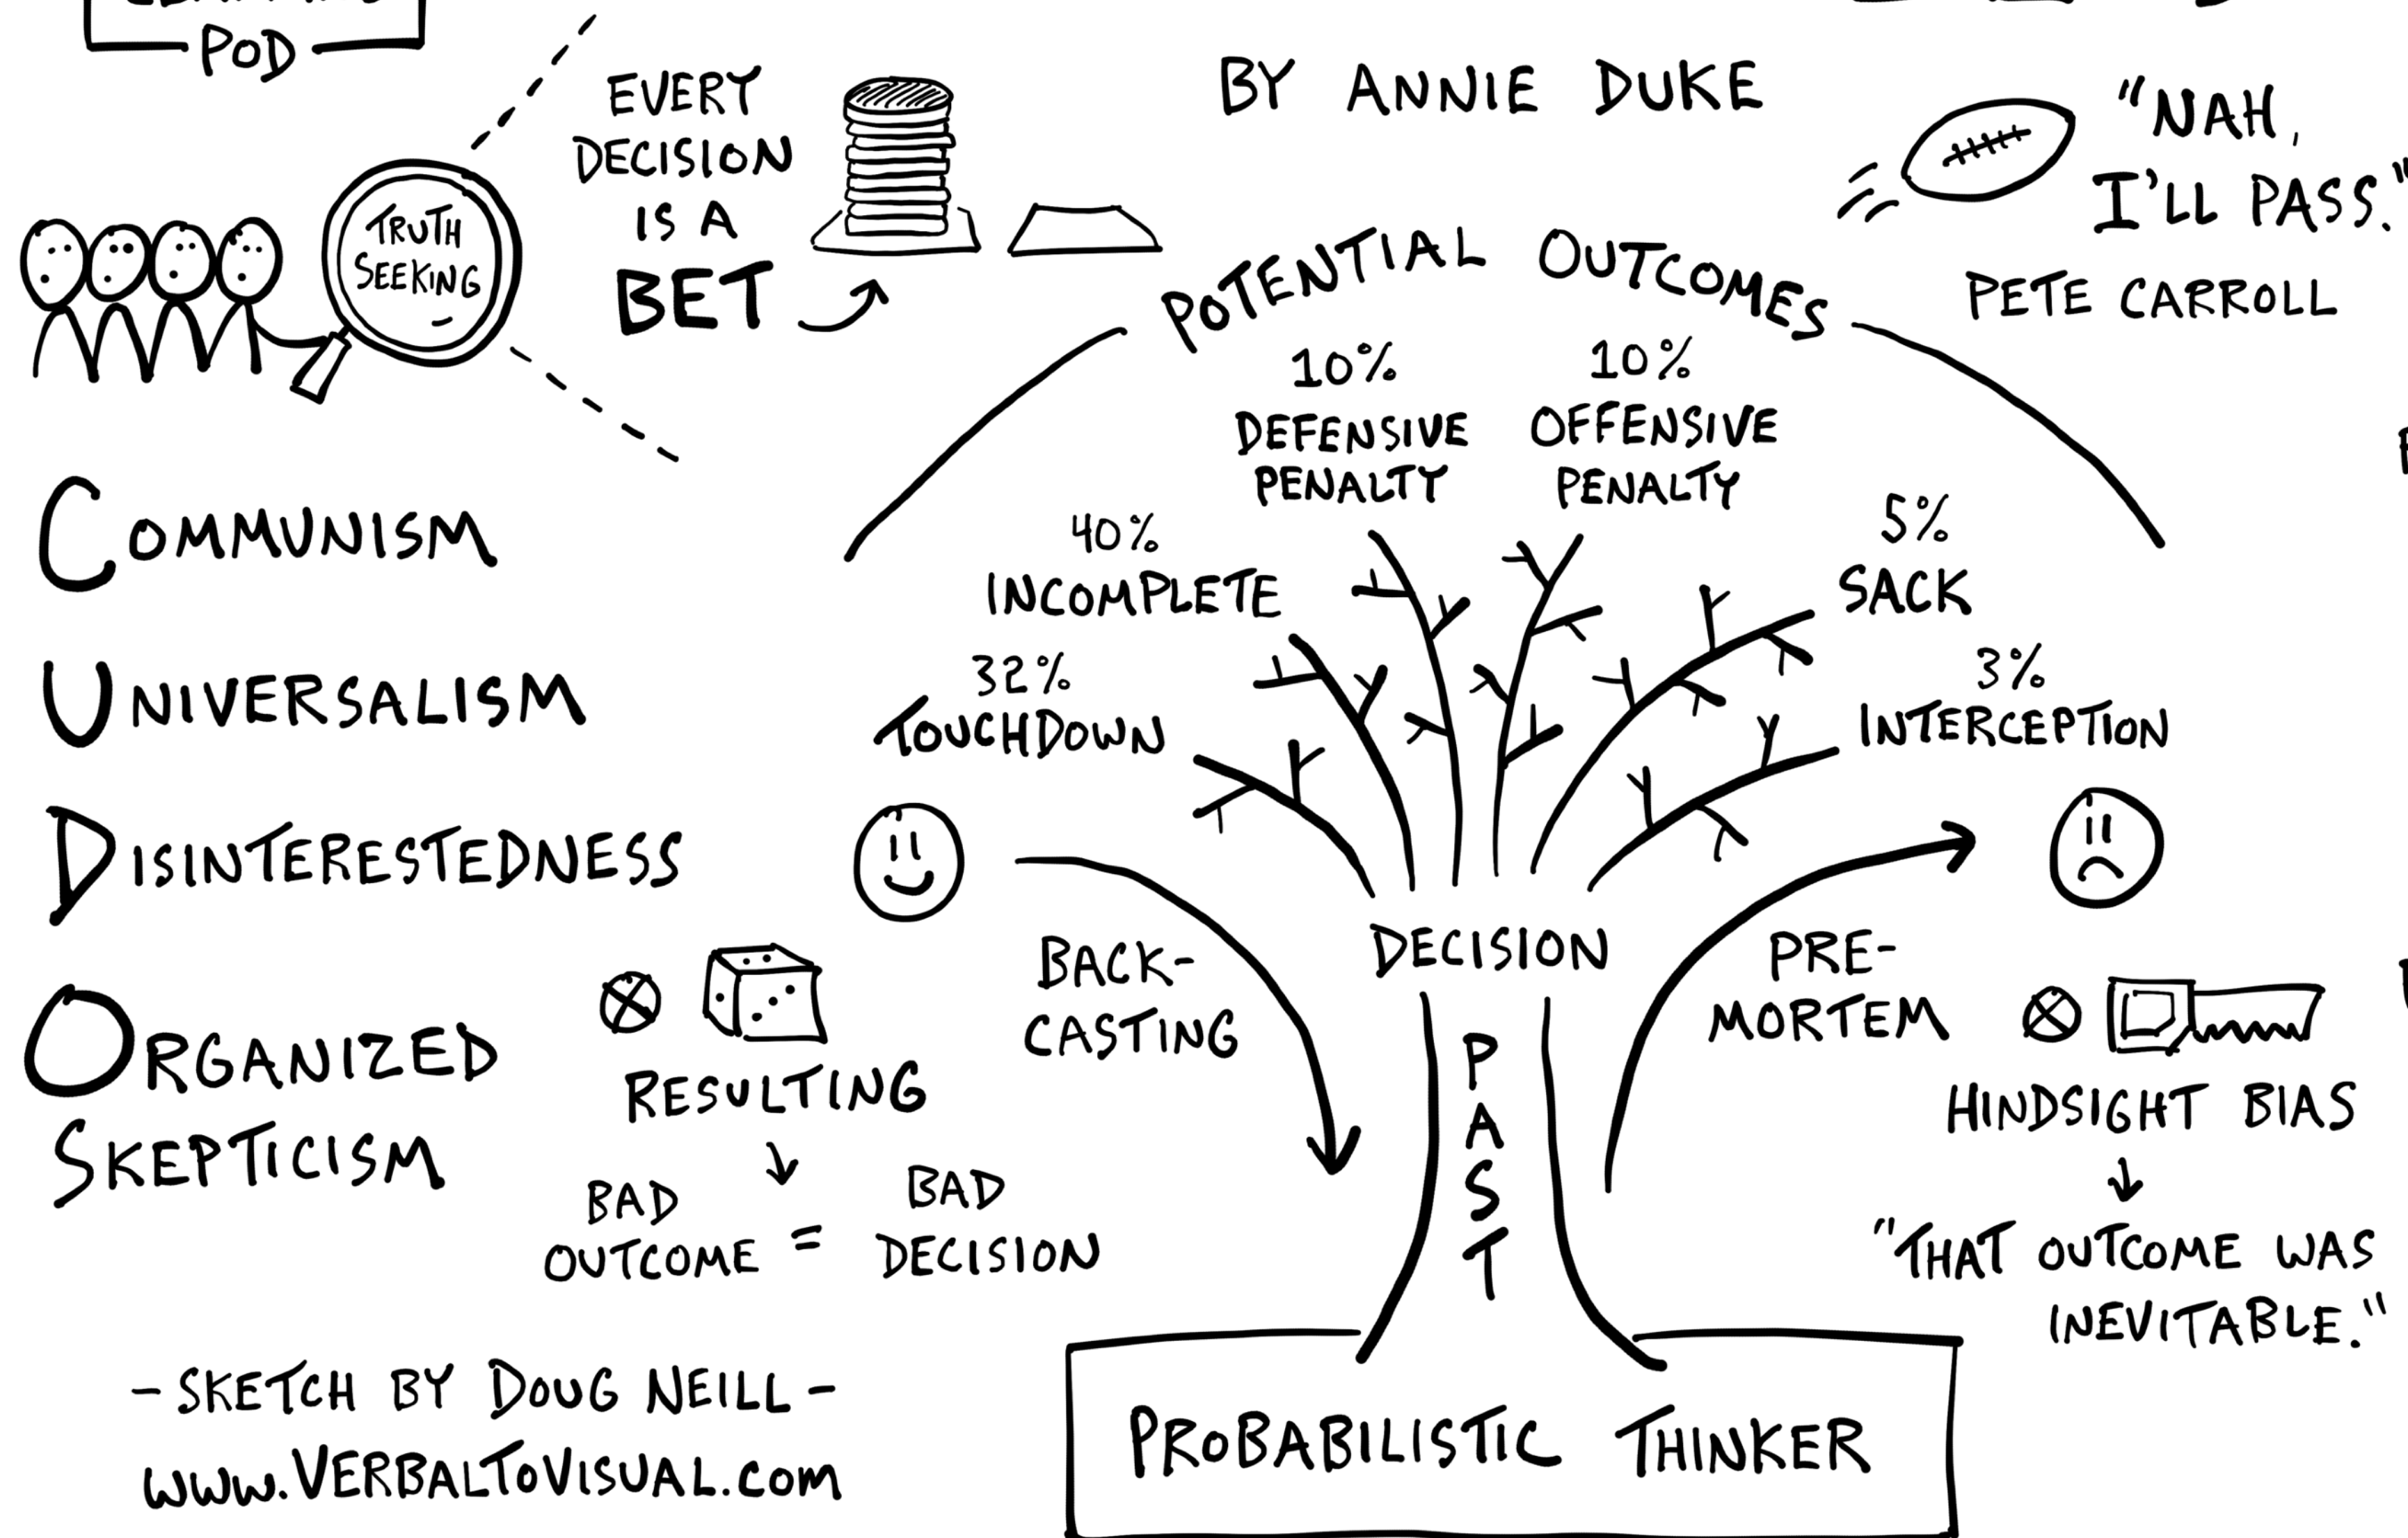 POD
EVERY
DECISION
IS A
BET
BY ANNIE DUKE
"NAH,
I'LL PASS."
PETE CARROLL
TRUTH
SEEKING
COMMUNISM
UNIVERSALISM
DISINTERESTEDNESS
ORGANIZED
SKEPTICISM
POTENTIAL OUTCOMES
10%
DEFENSIVE
PENALTY
10%
OFFENSIVE
PENALTY
40%
INCOMPLETE
5%
SACK
32%
TOUCHDOWN
3%
INTERCEPTION
DECISION
PAST
BACK-
CASTING
PRE-
MORTEM
RESULTING
BAD
OUTCOME = BAD
DECISION
HINDSIGHT BIAS
"THAT OUTCOME WAS
INEVITABLE."
PROBABILISTIC THINKER
- SKETCH BY DOUG NEILL -
www.VERBALTOVISUAL.com